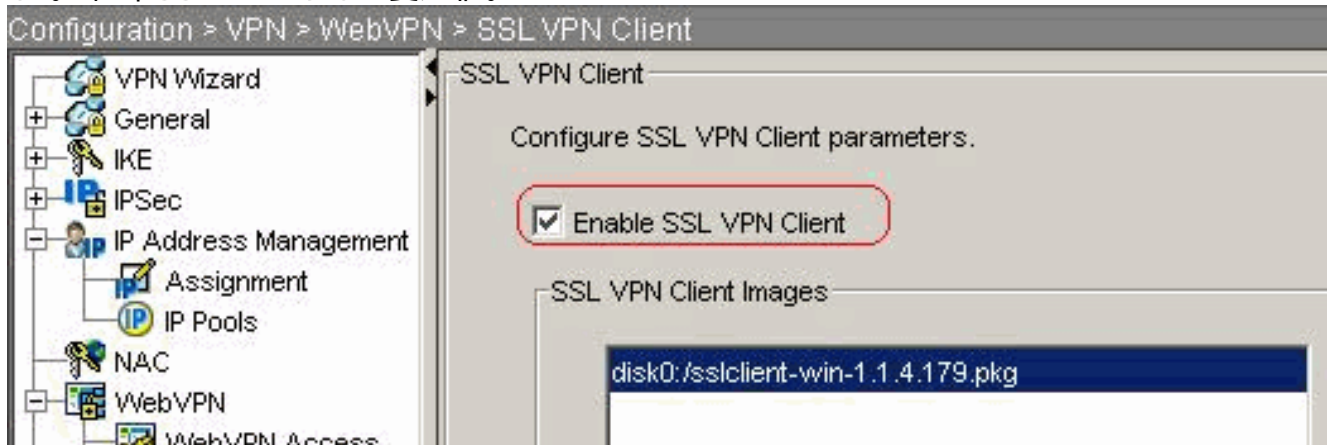 Configuration > VPN > WebVPN > SSL VPN Client
VPN Wizard
General
IKE
IPSec
IP Address Management
Assignment
IP Pools
NAC
WebVPN
WebVPN Access
SSL VPN Client
Configure SSL VPN Client parameters.
Enable SSL VPN Client
SSL VPN Client Images
disk0:/sslclient-win-1.1.4.179.pkg